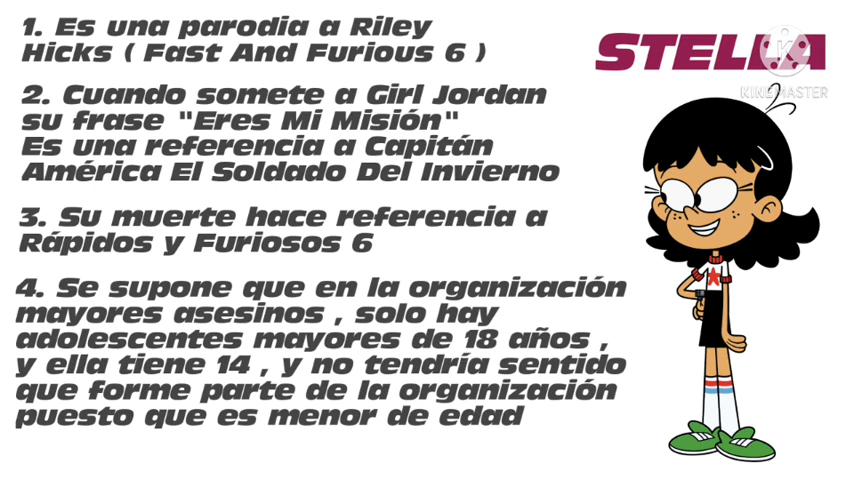 1. Es una parodia a Riley
Hicks ( Fast And Furious 6 )
2. Cuando somete a Girl Jordan
su frase "Eres Mi Misión"
Es una referencia a Capitán
América El Soldado Del Invierno
3. Su muerte hace referencia a
Rápidos y Furiosos 6
4. Se supone que en la organización
mayores asesinos , solo hay
adolescentes mayores de 18 años ,
y ella tiene 14 , y no tendría sentido
que forme parte de la organización
puesto que es menor de edad
STELLA
K
KINEMASTER